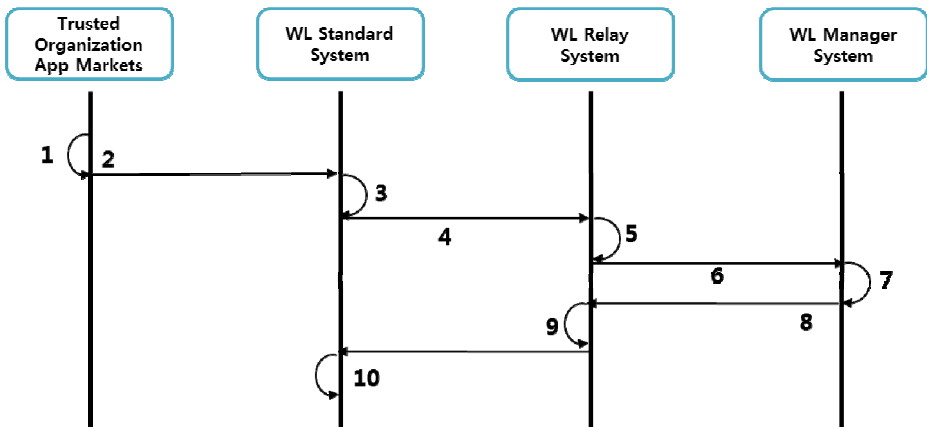 Trusted
Organization
App Markets
WL Standard
System
WL Relay
System
WL Manager
System
1
2
3
4
5
6
7
8
9
10